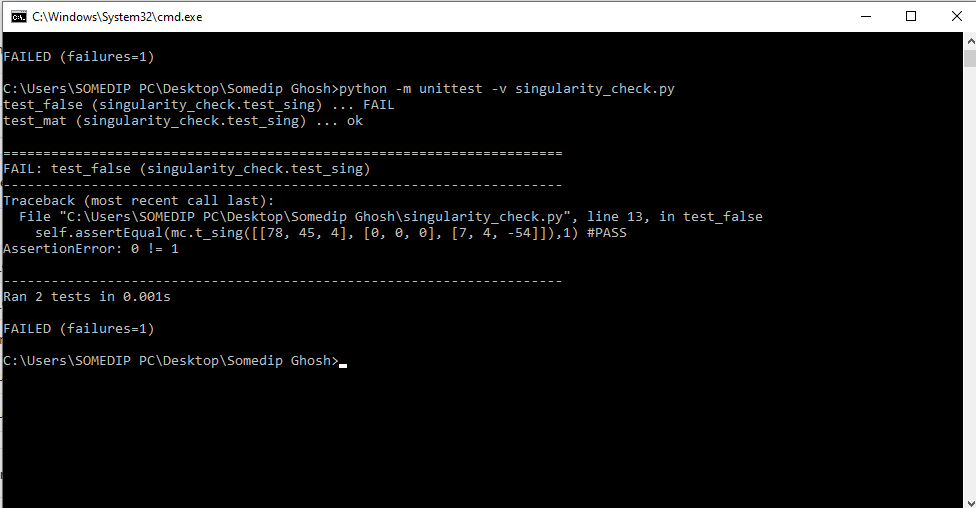 C:\Windows\System32\cmd.exe
FAILED (failures=1)
C:\Users\SOMEDIP PC\Desktop\Somedip Ghosh>python -m unittest -v singularity_check.py
test_false (singularity_check.test_sing) ... FAIL
test_mat (singularity_check.test_sing) ... ok
======================================================================
FAIL: test_false (singularity_check.test_sing)
----------------------------------------------------------------------
Traceback (most recent call last):
  File "C:\Users\SOMEDIP PC\Desktop\Somedip Ghosh\singularity_check.py", line 13, in test_false
    self.assertEqual(mc.t_sing([[78, 45, 4], [0, 0, 0], [7, 4, -54]]),1) #PASS
AssertionError: 0 != 1
----------------------------------------------------------------------
Ran 2 tests in 0.001s
FAILED (failures=1)
C:\Users\SOMEDIP PC\Desktop\Somedip Ghosh>